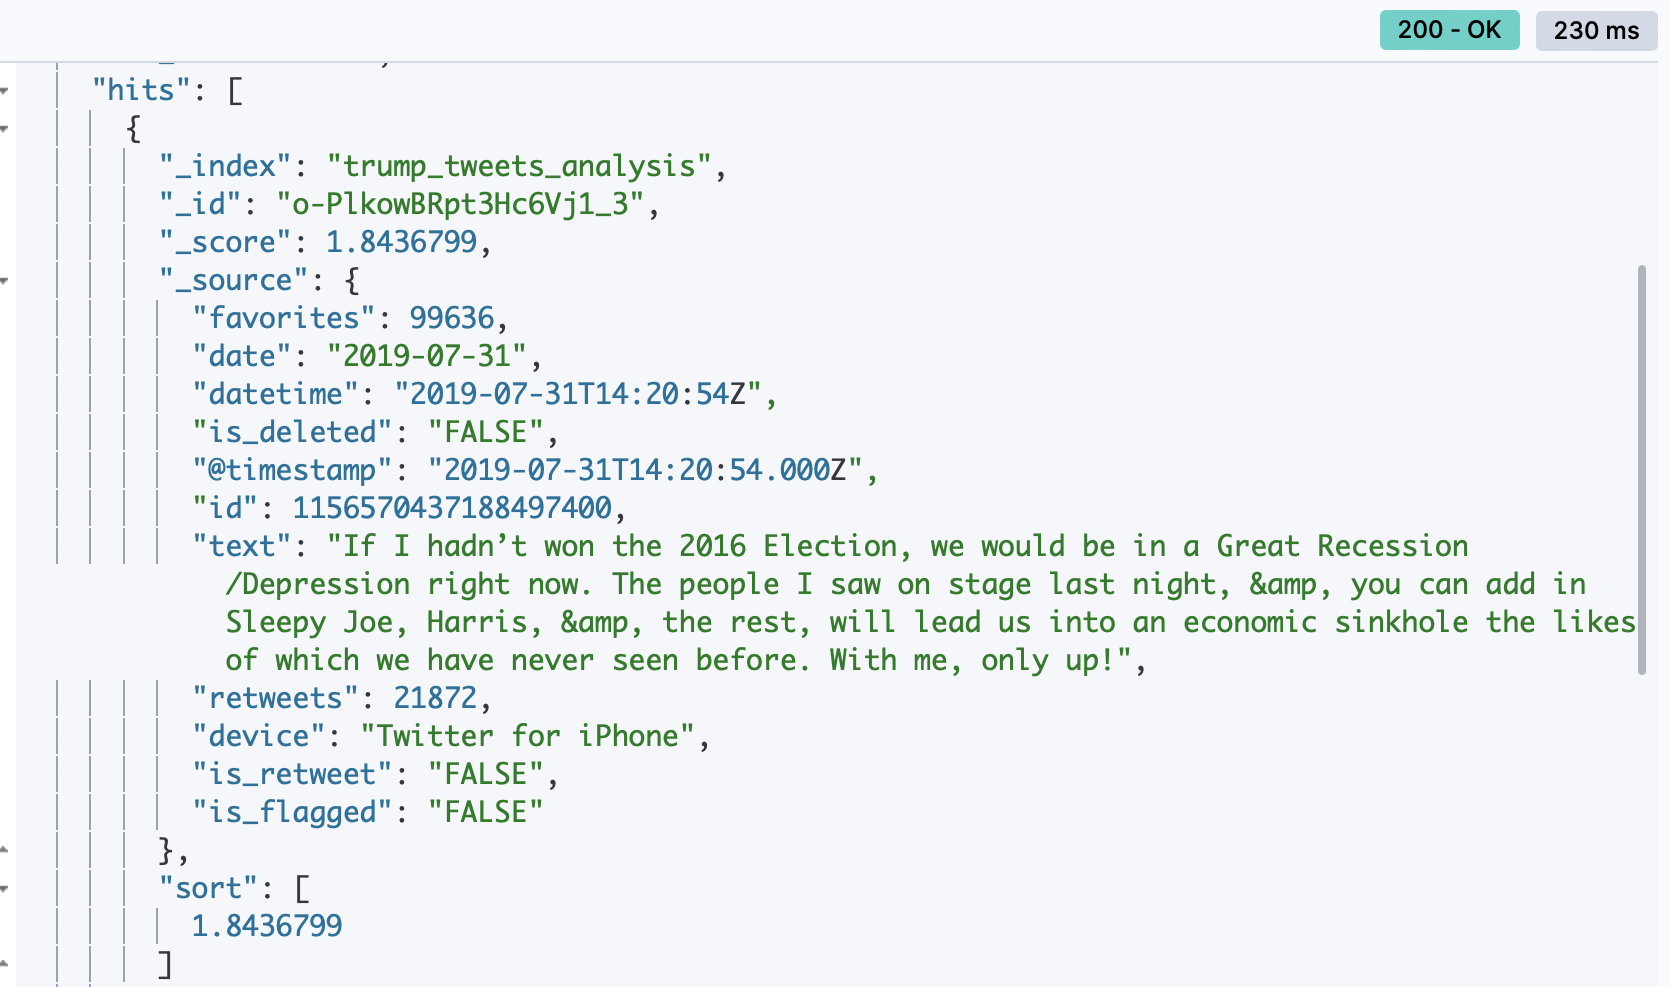 200 - OK
230 ms
"hits": [
{
"_index": "trump_tweets_analysis",
"_id": "o-PlkowBRpt3Hc6Vj1_3",
"_score": 1.8436799,
"_source": {
"favorites": 99636,
"date": "2019-07-31",
"datetime": "2019-07-31T14:20:54Z",
"is_deleted": "FALSE",
"@timestamp": "2019-07-31T14:20:54.000Z",
"id": 1156570437188497400,
"text": "If I hadn’t won the 2016 Election, we would be in a Great Recession
/Depression right now. The people I saw on stage last night, &amp, you can add in
Sleepy Joe, Harris, &amp, the rest, will lead us into an economic sinkhole the likes
of which we have never seen before. With me, only up!",
"retweets": 21872,
"device": "Twitter for iPhone",
"is_retweet": "FALSE",
"is_flagged": "FALSE"
},
"sort": [
1.8436799
]